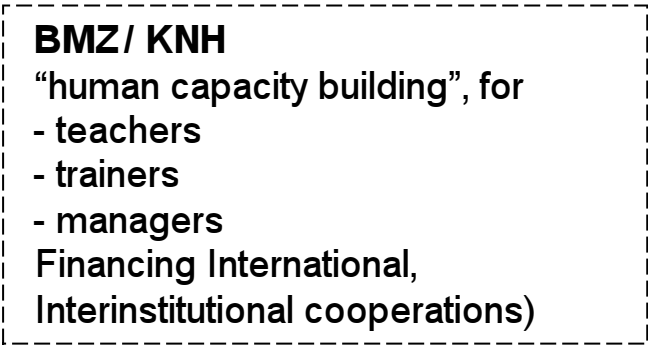 BMZ/ KNH
“human capacity building”, for
- teachers
- trainers
- managers
Financing International,
Interinstitutional cooperations)